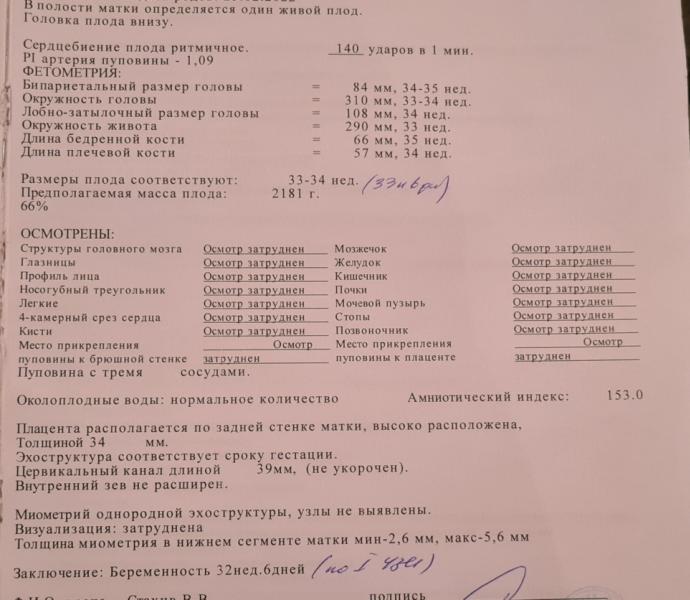 В полости матки определяется один живой плод.
Головка плода внизу.
Сердцебиение плода ритмичное. 140 ударов в 1 мин.
PI артерия пуповины - 1,09
ФЕТОМЕТРИЯ:
Бипариетальный размер головы = 84 мм, 34-35 нед.
Окружность головы = 310 мм, 33-34 нед.
Лобно-затылочный размер головы = 108 мм, 34 нед.
Окружность живота = 290 мм, 33 нед.
Длина бедренной кости = 66 мм, 35 нед.
Длина плечевой кости = 57 мм, 34 нед.
Размеры плода соответствуют: 33-34 нед.
Предполагаемая масса плода: 2181 г.
66%
ОСМОТРЕНЫ:
Структуры головного мозга Осмотр затруднен Мозжечок Осмотр затруднен
Глазницы Осмотр затруднен Желудок Осмотр затруднен
Профиль лица Осмотр затруднен Кишечник Осмотр затруднен
Носогубный треугольник Осмотр затруднен Почки Осмотр затруднен
Легкие Осмотр затруднен Мочевой пузырь Осмотр затруднен
4-камерный срез сердца Осмотр затруднен Стопы Осмотр затруднен
Кисти Осмотр затруднен Позвоночник Осмотр затруднен
Место прикрепления Осмотр Место прикрепления Осмотр
пуповины к брюшной стенке затруднен пуповины к плаценте затруднен
Пуповина с тремя сосудами.
Околоплодные воды: нормальное количество Амниотический индекс: 153.0
Плацента располагается по задней стенке матки, высоко расположена,
Толщиной 34 мм.
Эхоструктура соответствует сроку гестации.
Цервикальный канал длиной 39мм, (не укорочен).
Внутренний зев не расширен.
Миометрий однородной эхоструктуры, узлы не выявлены.
Визуализация: затруднена
Толщина миометрия в нижнем сегменте матки мин-2,6 мм, макс-5,6 мм
Заключение: Беременность 32нед.6дней (по I УЗИ)
подпись